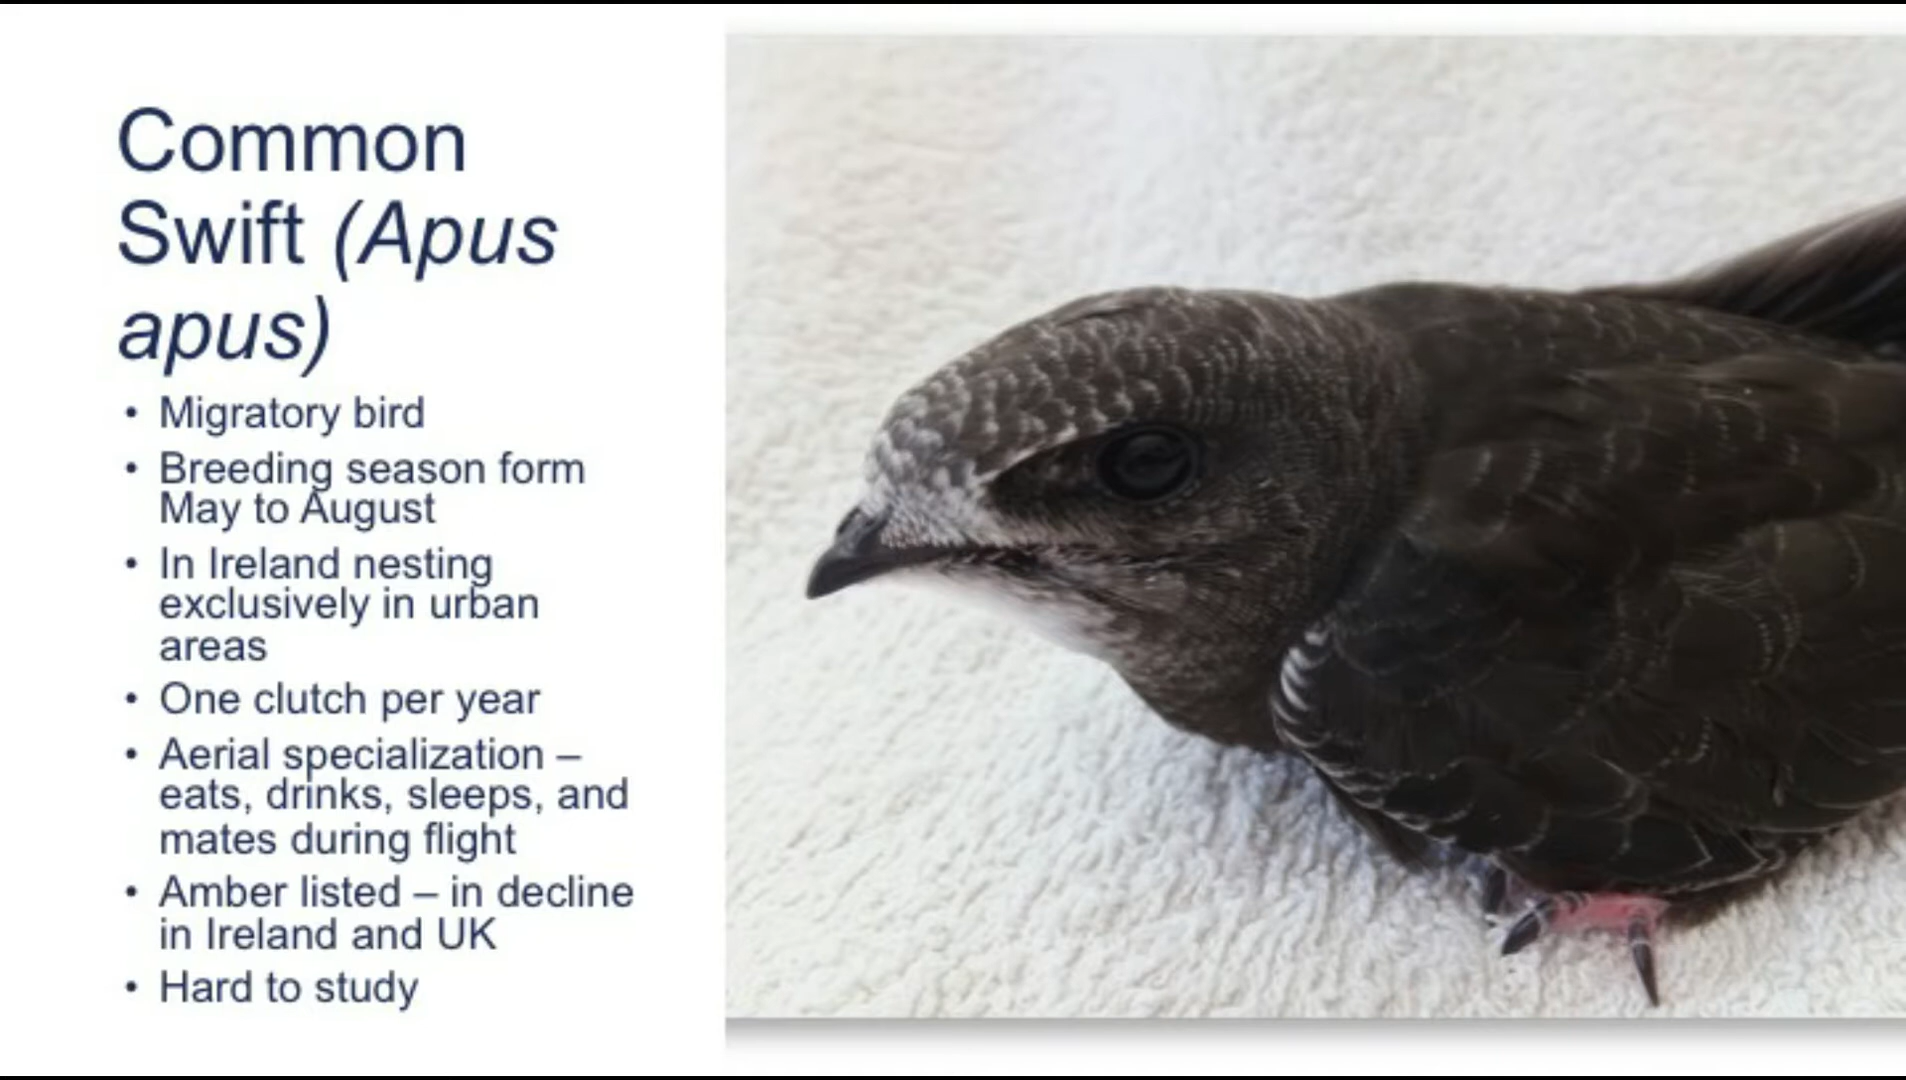 Common
Swift (Apus
apus)
• Migratory bird
• Breeding season form
May to August
• In Ireland nesting
exclusively in urban
areas
• One clutch per year
• Aerial specialization –
eats, drinks, sleeps, and
mates during flight
• Amber listed – in decline
in Ireland and UK
• Hard to study